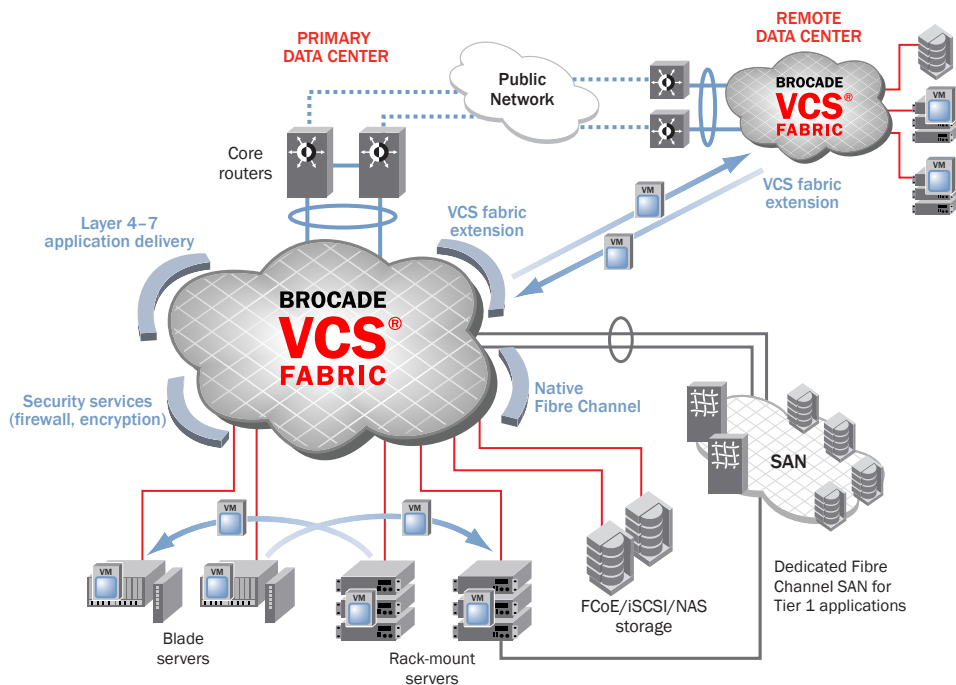 PRIMARY
DATA CENTER
REMOTE
DATA CENTER
Public
Network
BROCADE
VCS®
FABRIC
VM
VM
Core
routers
VM
VCS fabric
extension
VCS fabric
extension
VM
Layer 4–7
application delivery
BROCADE
VCS®
FABRIC
Native
Fibre Channel
Security services
(firewall, encryption)
SAN
VM
VM
VM
VM
VM
VM
Blade
servers
Rack-mount
servers
FCoE/iSCSI/NAS
storage
Dedicated Fibre
Channel SAN for
Tier 1 applications